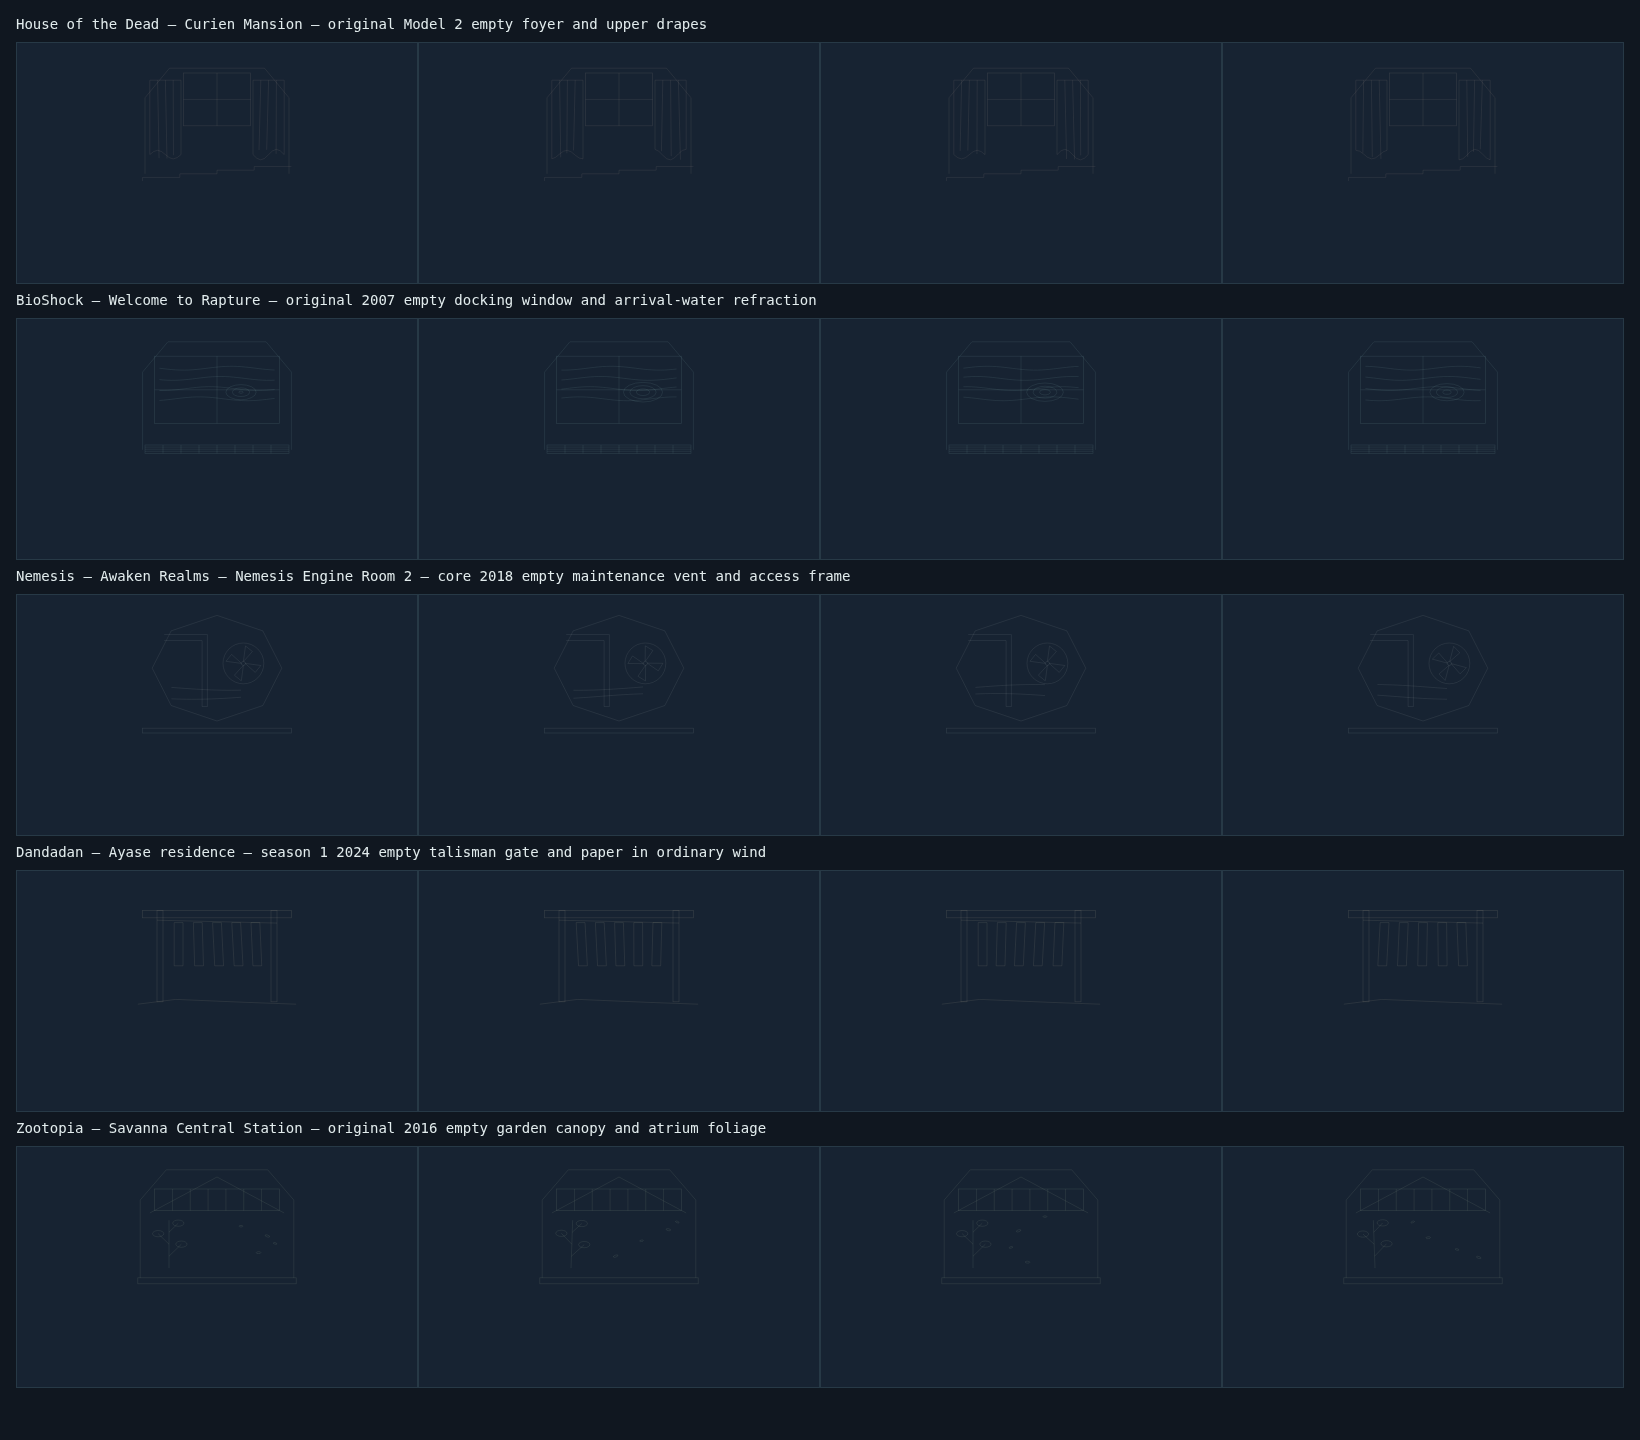 House of the Dead — Curien Mansion — original Model 2 empty foyer and upper drapes
BioShock — Welcome to Rapture — original 2007 empty docking window and arrival-water refraction
Nemesis — Awaken Realms — Nemesis Engine Room 2 — core 2018 empty maintenance vent and access frame
Dandadan — Ayase residence — season 1 2024 empty talisman gate and paper in ordinary wind
Zootopia — Savanna Central Station — original 2016 empty garden canopy and atrium foliage